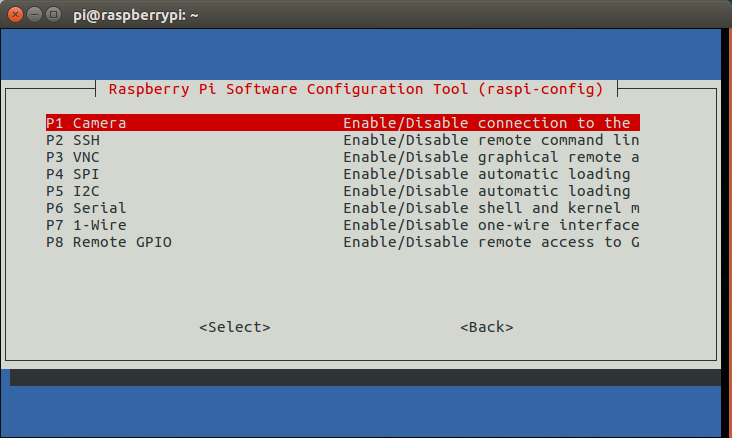 pi@raspberrypi: ~
Raspberry Pi Software Configuration Tool (raspi-config)
P1 Camera Enable/Disable connection to the
P2 SSH Enable/Disable remote command lin
P3 VNC Enable/Disable graphical remote a
P4 SPI Enable/Disable automatic loading
P5 I2C Enable/Disable automatic loading
P6 Serial Enable/Disable shell and kernel m
P7 1-Wire Enable/Disable one-wire interface
P8 Remote GPIO Enable/Disable remote access to G
<Select> <Back>